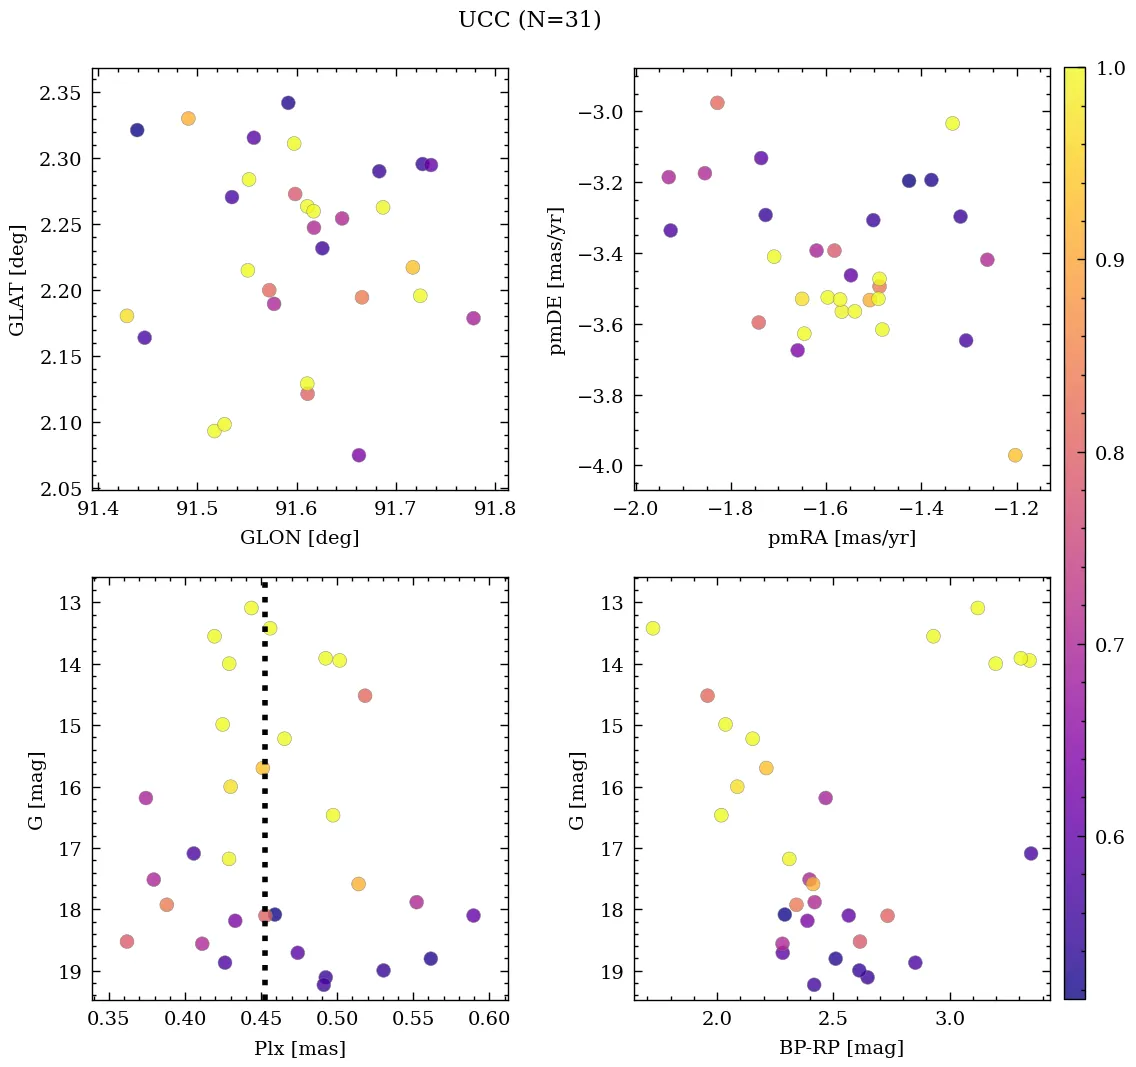 UCC (N=31)
2.35
2.30
2.25
2.20
2.15
2.10
2.05
GLAT [deg]
91.4 91.5 91.6 91.7 91.8
GLON [deg]
−3.0
−3.2
−3.4
−3.6
−3.8
−4.0
pmDE [mas/yr]
−2.0 −1.8 −1.6 −1.4 −1.2
pmRA [mas/yr]
1.0
0.9
0.8
0.7
0.6
13
14
15
16
17
18
19
G [mag]
0.35 0.40 0.45 0.50 0.55 0.60
Plx [mas]
13
14
15
16
17
18
19
G [mag]
2.0 2.5 3.0
BP-RP [mag]